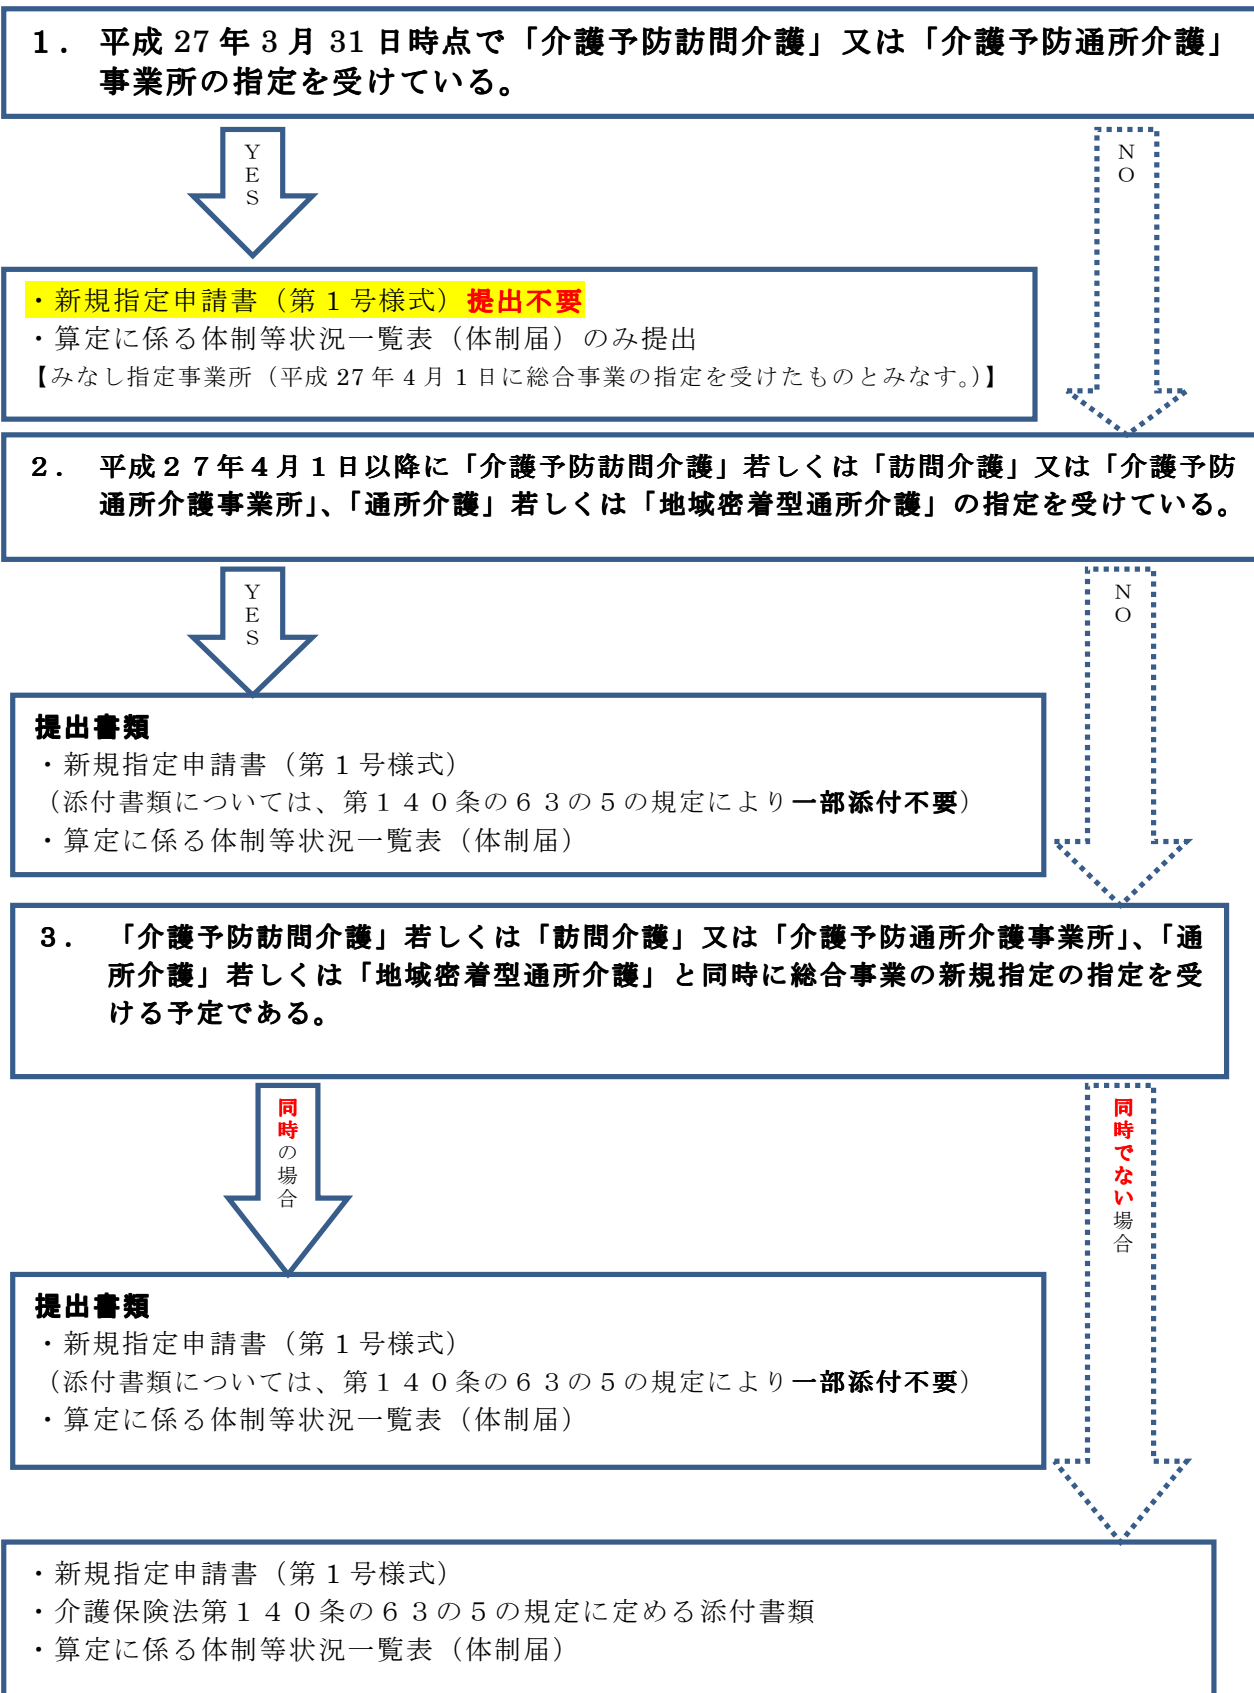 １． 平成 27 年 3 月 31 日時点で「介護予防訪問介護」又は「介護予防通所介護」
事業所の指定を受けている。
YES
NO
・新規指定申請書（第 1 号様式）提出不要
・算定に係る体制等状況一覧表（体制届）のみ提出
【みなし指定事業所（平成 27 年 4 月 1 日に総合事業の指定を受けたものとみなす。）】
２． 平成２７年４月１日以降に「介護予防訪問介護」若しくは「訪問介護」又は「介護予防
通所介護事業所」、「通所介護」若しくは「地域密着型通所介護」の指定を受けている。
YES
NO
提出書類
・新規指定申請書（第 1 号様式）
（添付書類については、第１４０条の６３の５の規定により一部添付不要）
・算定に係る体制等状況一覧表（体制届）
３． 「介護予防訪問介護」若しくは「訪問介護」又は「介護予防通所介護事業所」、「通
所介護」若しくは「地域密着型通所介護」と同時に総合事業の新規指定の指定を受
ける予定である。
同時の場合
同時でない場合
提出書類
・新規指定申請書（第 1 号様式）
（添付書類については、第１４０条の６３の５の規定により一部添付不要）
・算定に係る体制等状況一覧表（体制届）
・新規指定申請書（第 1 号様式）
・介護保険法第１４０条の６３の５の規定に定める添付書類
・算定に係る体制等状況一覧表（体制届）